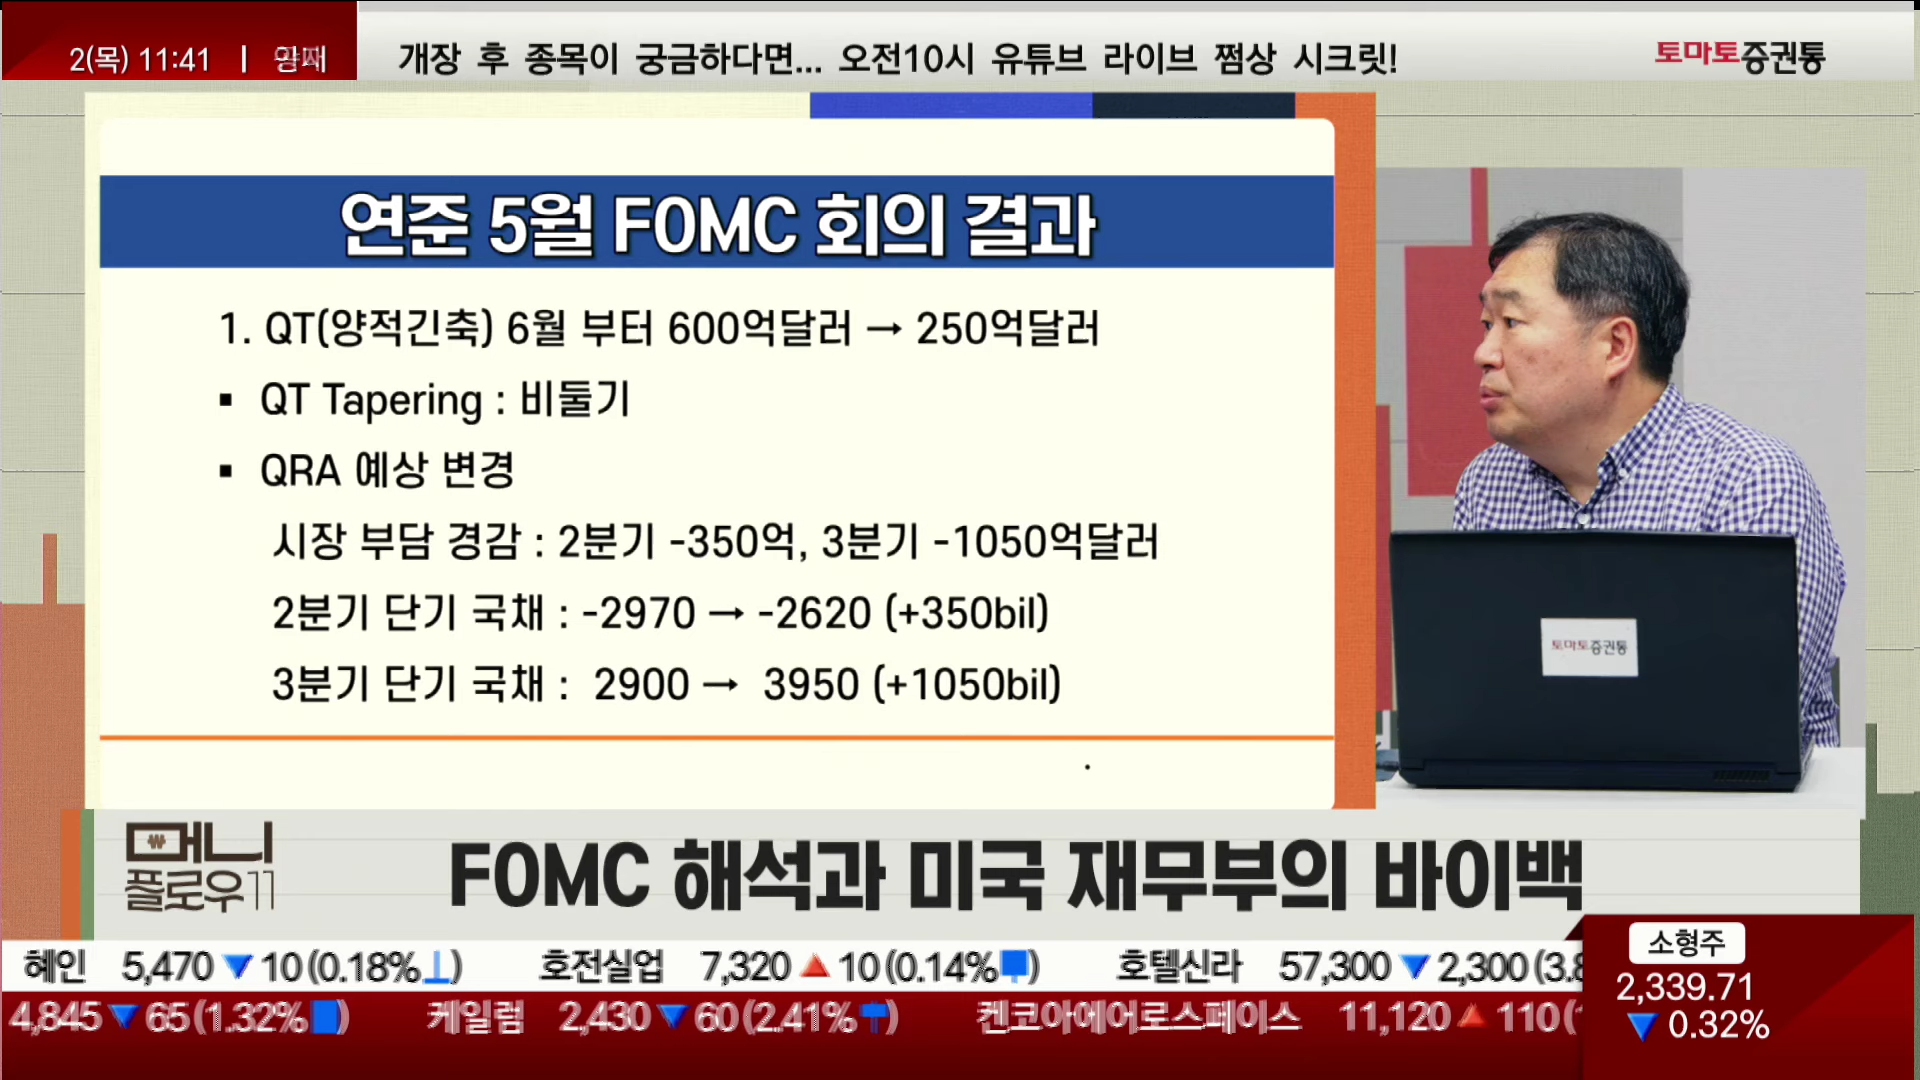 2(목) 11:41 |
개장 후 종목이 궁금하다면... 오전10시 유튜브 라이브 쩜상 시크릿!
토마토증권통
연준 5월 FOMC 회의 결과
1. QT(양적긴축) 6월 부터 600억달러 → 250억달러
▪ QT Tapering : 비둘기
▪ QRA 예상 변경
시장 부담 경감 : 2분기 -350억, 3분기 -1050억달러
2분기 단기 국채 : -2970 → -2620 (+350bil)
3분기 단기 국채 : 2900 → 3950 (+1050bil)
토마토증권통
머니
플로우11
FOMC 해석과 미국 재무부의 바이백
혜인 5,470 ▼ 10 (0.18%) 호전실업 7,320 ▲ 10 (0.14%) 호텔신라 57,300 ▼ 2,300 (3.8
4,845 ▼ 65 (1.32%) 케일럼 2,430 ▼ 60 (2.41%) 켄코아에어로스페이스 11,120 ▲ 110 (
소형주
2,339.71
▼ 0.32%